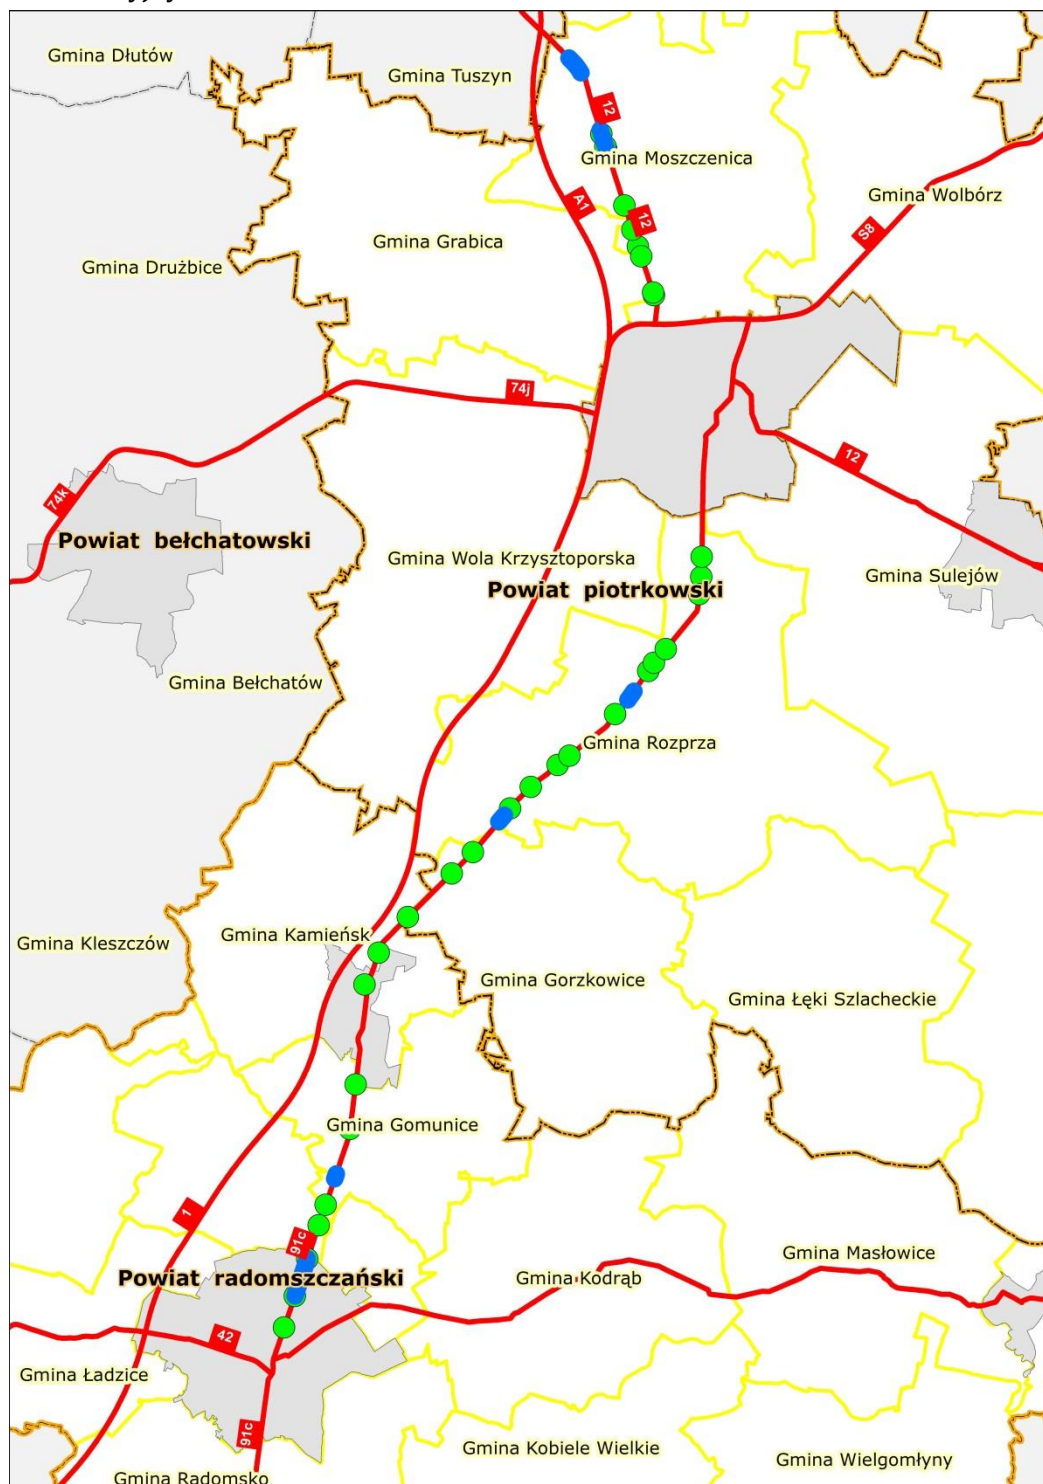 Gmina Dłutów
Gmina Tuszyn
12
Gmina Moszczenica
Gmina Wolbórz
A1
12
S8
Gmina Grabica
Gmina Drużbice
74j
12
74k
Powiat bełchatowski
Gmina Wola Krzysztoporska
Gmina Sulejów
Powiat piotrkowski
Gmina Bełchatów
Gmina Rozprza
Gmina Kamieńsk
Gmina Kleszczów
Gmina Gorzkowice
Gmina Łęki Szlacheckie
Gmina Gomunice
1
91c
Gmina Masłowice
Powiat radomszczański
Gmina Kodrąb
42
Gmina Ładzice
91c
Gmina Kobiele Wielkie
Gmina Wielgomłyny
Gmina Radomsko